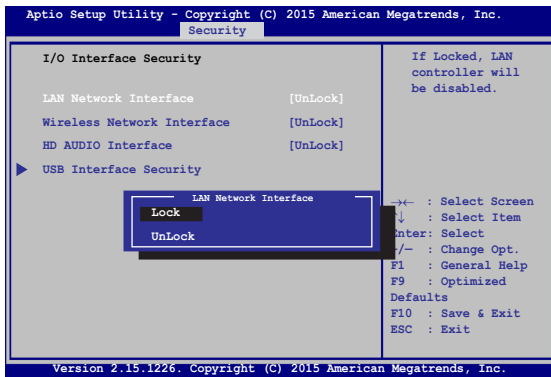 Aptio Setup Utility - Copyright (C) 2015 American Megatrends, Inc.
Security
I/O Interface Security
LAN Network Interface [UnLock]
Wireless Network Interface [UnLock]
HD AUDIO Interface [UnLock]
USB Interface Security
LAN Network Interface
Lock
UnLock
If Locked, LAN
controller will
be disabled.
→← : Select Screen
↑↓ : Select Item
Enter: Select
+/— : Change Opt.
F1 : General Help
F9 : Optimized
Defaults
F10 : Save & Exit
ESC : Exit
Version 2.15.1226. Copyright (C) 2015 American Megatrends, Inc.